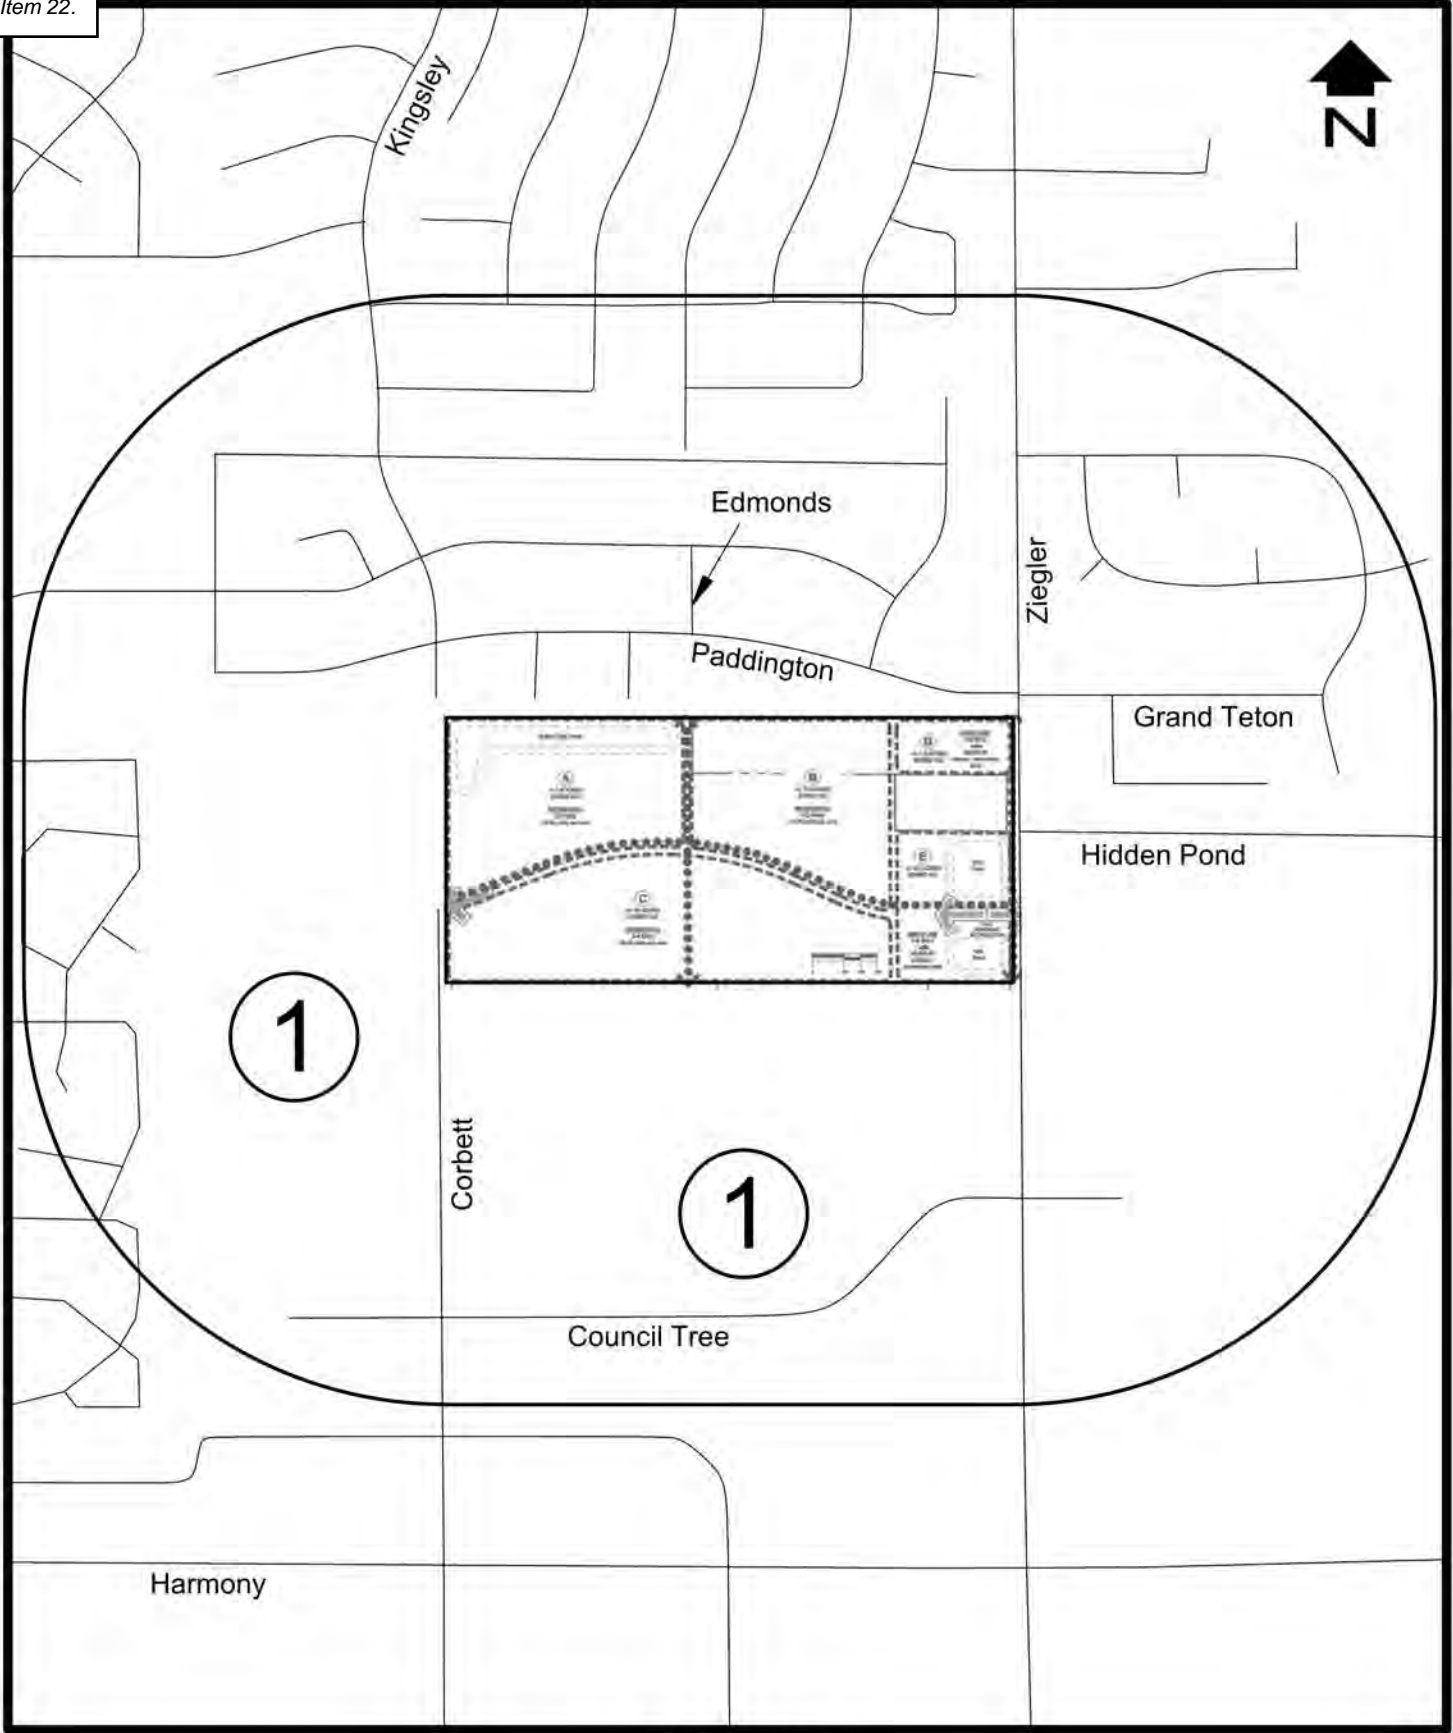 Item 22.
Kingsley
N
Edmonds
Ziegler
Paddington
Grand Teton
Hidden Pond
A
B
D
E
C
1
Corbett
1
Council Tree
Harmony